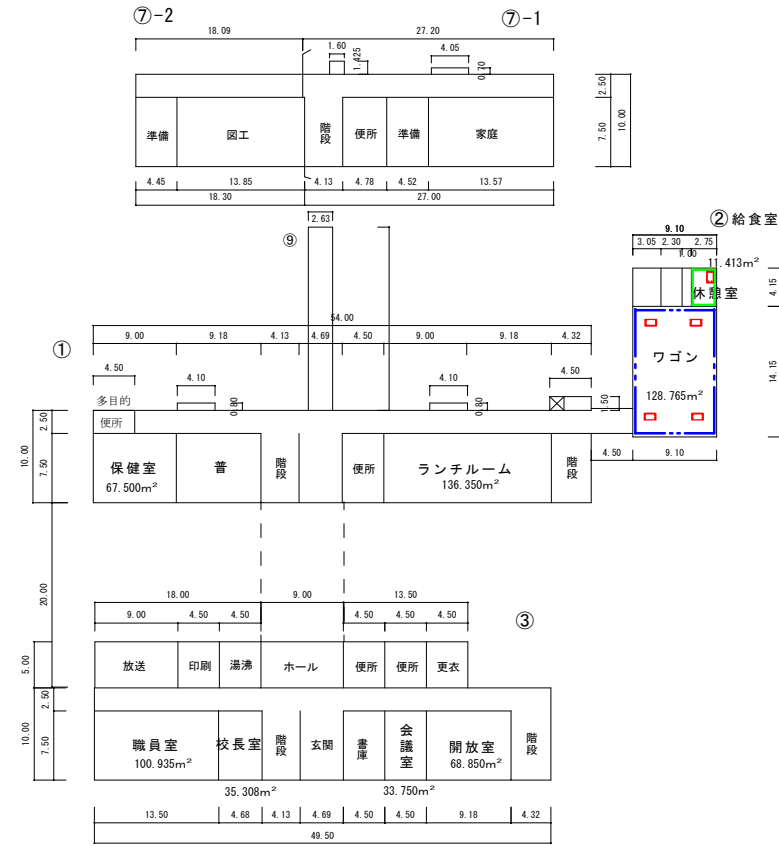 ⑦-2
⑦-1
18.09
27.20
1.60
1.425
4.05
0.70
2.50
7.50
10.00
準備
図工
階段
便所
準備
家庭
4.45
13.85
4.13
4.78
4.52
13.57
18.30
27.00
2.63
⑨
② 給食室
9.10
3.05
2.30
2.75
1.00
11.413m²
休憩室
4.15
ワゴン
128.765m²
14.15
4.50
9.10
54.00
①
9.00
9.18
4.13
4.69
4.50
9.00
9.18
4.32
4.50
4.10
0.80
4.10
0.80
4.50
1.50
多目的
便所
2.50
7.50
10.00
保健室
67.500m²
普
階段
便所
ランチルーム
136.350m²
階段
20.00
18.00
9.00
13.50
9.00
4.50
4.50
4.50
4.50
4.50
③
5.00
放送
印刷
湯沸
ホール
便所
便所
更衣
2.50
7.50
10.00
職員室
100.935m²
校長室
階段
玄関
書庫
会議室
開放室
68.850m²
階段
35.308m²
33.750m²
13.50
4.68
4.13
4.69
4.50
4.50
9.18
4.32
49.50